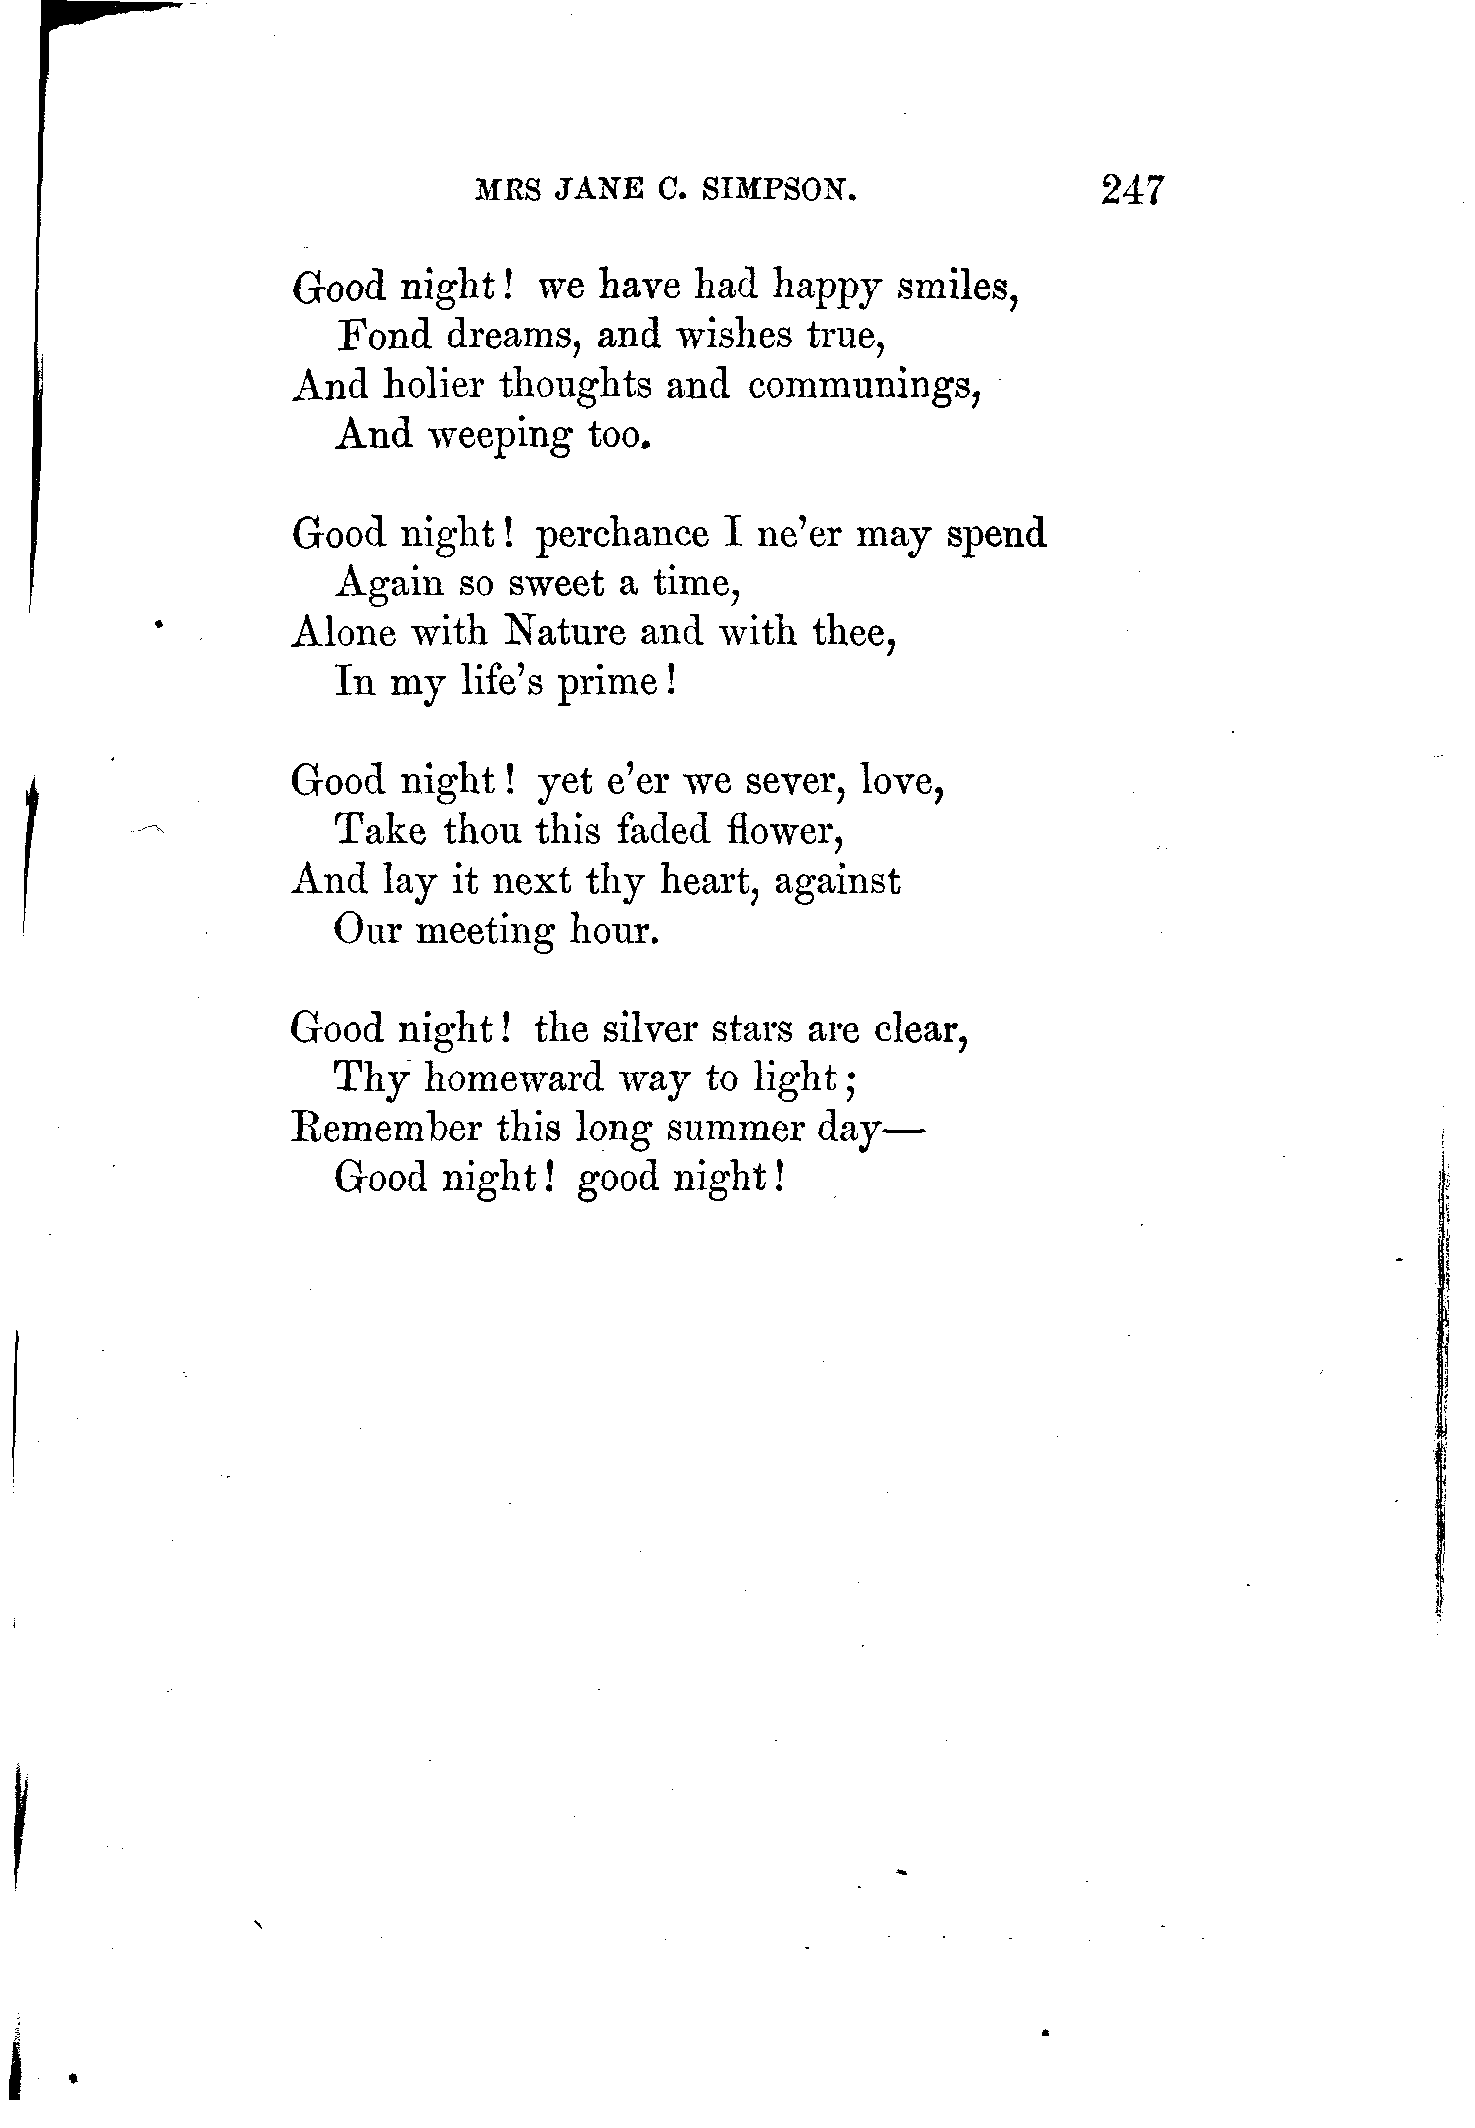 MRS JANE C. SIMPSON. 247
Good night! we have had happy smiles,
Fond dreams, and wishes true,
And holier thoughts and communings,
And weeping too.
Good night! perchance I ne'er may spend
Again so sweet a time,
Alone with Nature and with thee,
In my life's prime!
Good night! yet e'er we sever, love,
Take thou this faded flower,
And lay it next thy heart, against
Our meeting hour.
Good night! the silver stars are clear,
Thy homeward way to light;
Remember this long summer day—
Good night! good night!